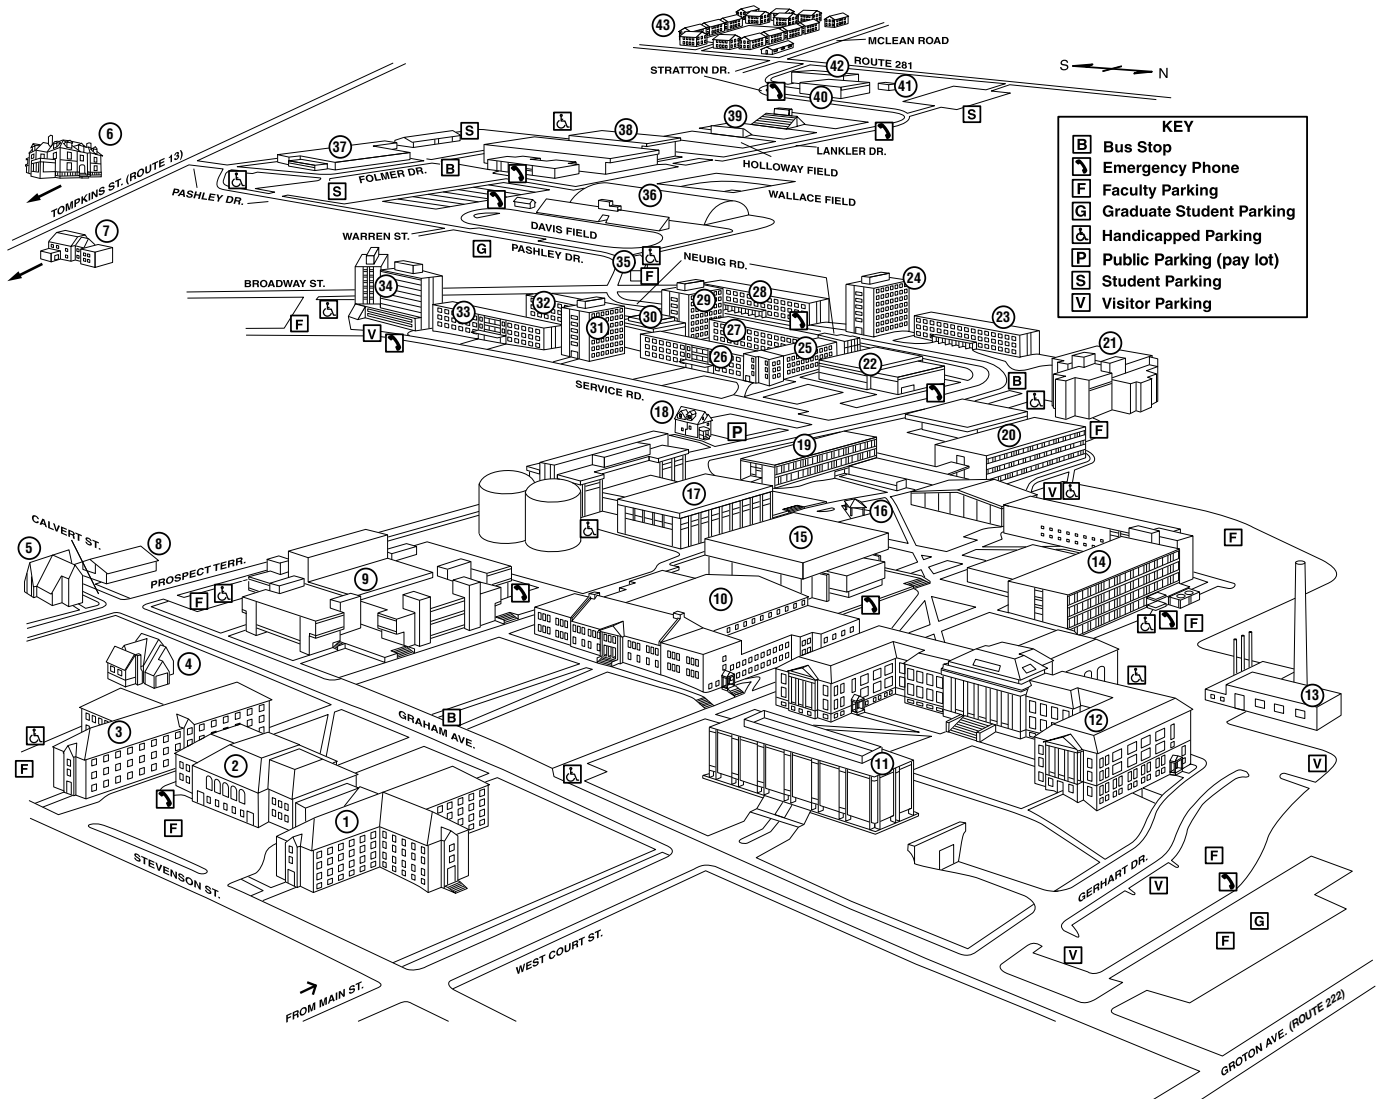 43
MCLEAN ROAD
STRATTON DR.
42
ROUTE 281
S N
41
40
S
39
38
6
S
37
LANKLER DR.
HOLLOWAY FIELD
B
FOLMER DR.
TOMPKINS ST. (ROUTE 13)
PASHLEY DR.
S
36
WALLACE FIELD
7
DAVIS FIELD
WARREN ST.
G
PASHLEY DR.
35
F
NEUBIG RD.
KEY
B Bus Stop
Emergency Phone
F Faculty Parking
G Graduate Student Parking
Handicapped Parking
P Public Parking (pay lot)
S Student Parking
V Visitor Parking
BROADWAY ST.
34
24
28
29
32
33
30
31
27
23
F
V
26
25
21
22
B
SERVICE RD.
18
P
F
20
19
17
V
16
15
F
CALVERT ST.
5
8
PROSPECT TERR.
14
9
F
10
F
4
13
3
B
GRAHAM AVE.
12
F
2
11
V
F
1
STEVENSON ST.
F
V
GERHART DR.
G
F
V
WEST COURT ST.
FROM MAIN ST.
GROTON AVE. (ROUTE 222)